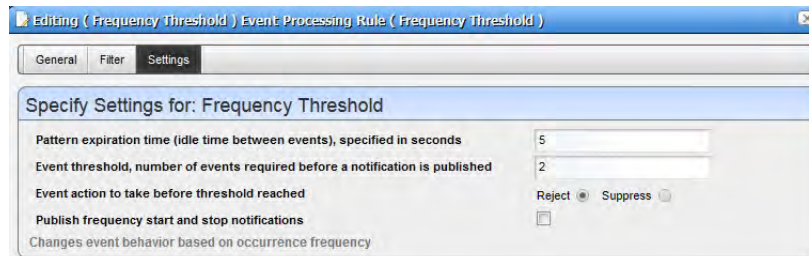 Editing ( Frequency Threshold ) Event Processing Rule ( Frequency Threshold )
General Filter Settings
Specify Settings for: Frequency Threshold
Pattern expiration time (idle time between events), specified in seconds 5
Event threshold, number of events required before a notification is published 2
Event action to take before threshold reached Reject Suppress
Publish frequency start and stop notifications
Changes event behavior based on occurrence frequency